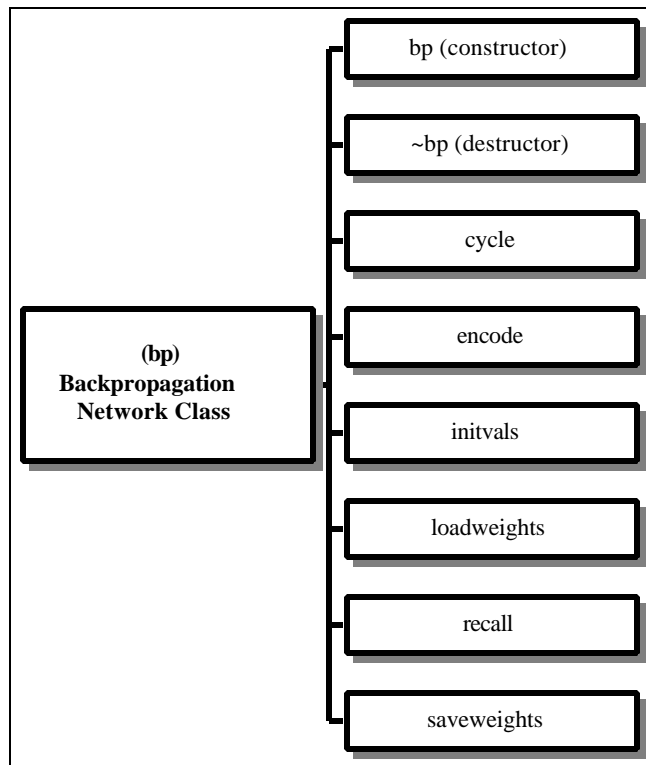 bp (constructor)
~bp (destructor)
cycle
encode
(bp)
Backpropagation
Network Class
initvals
loadweights
recall
saveweights